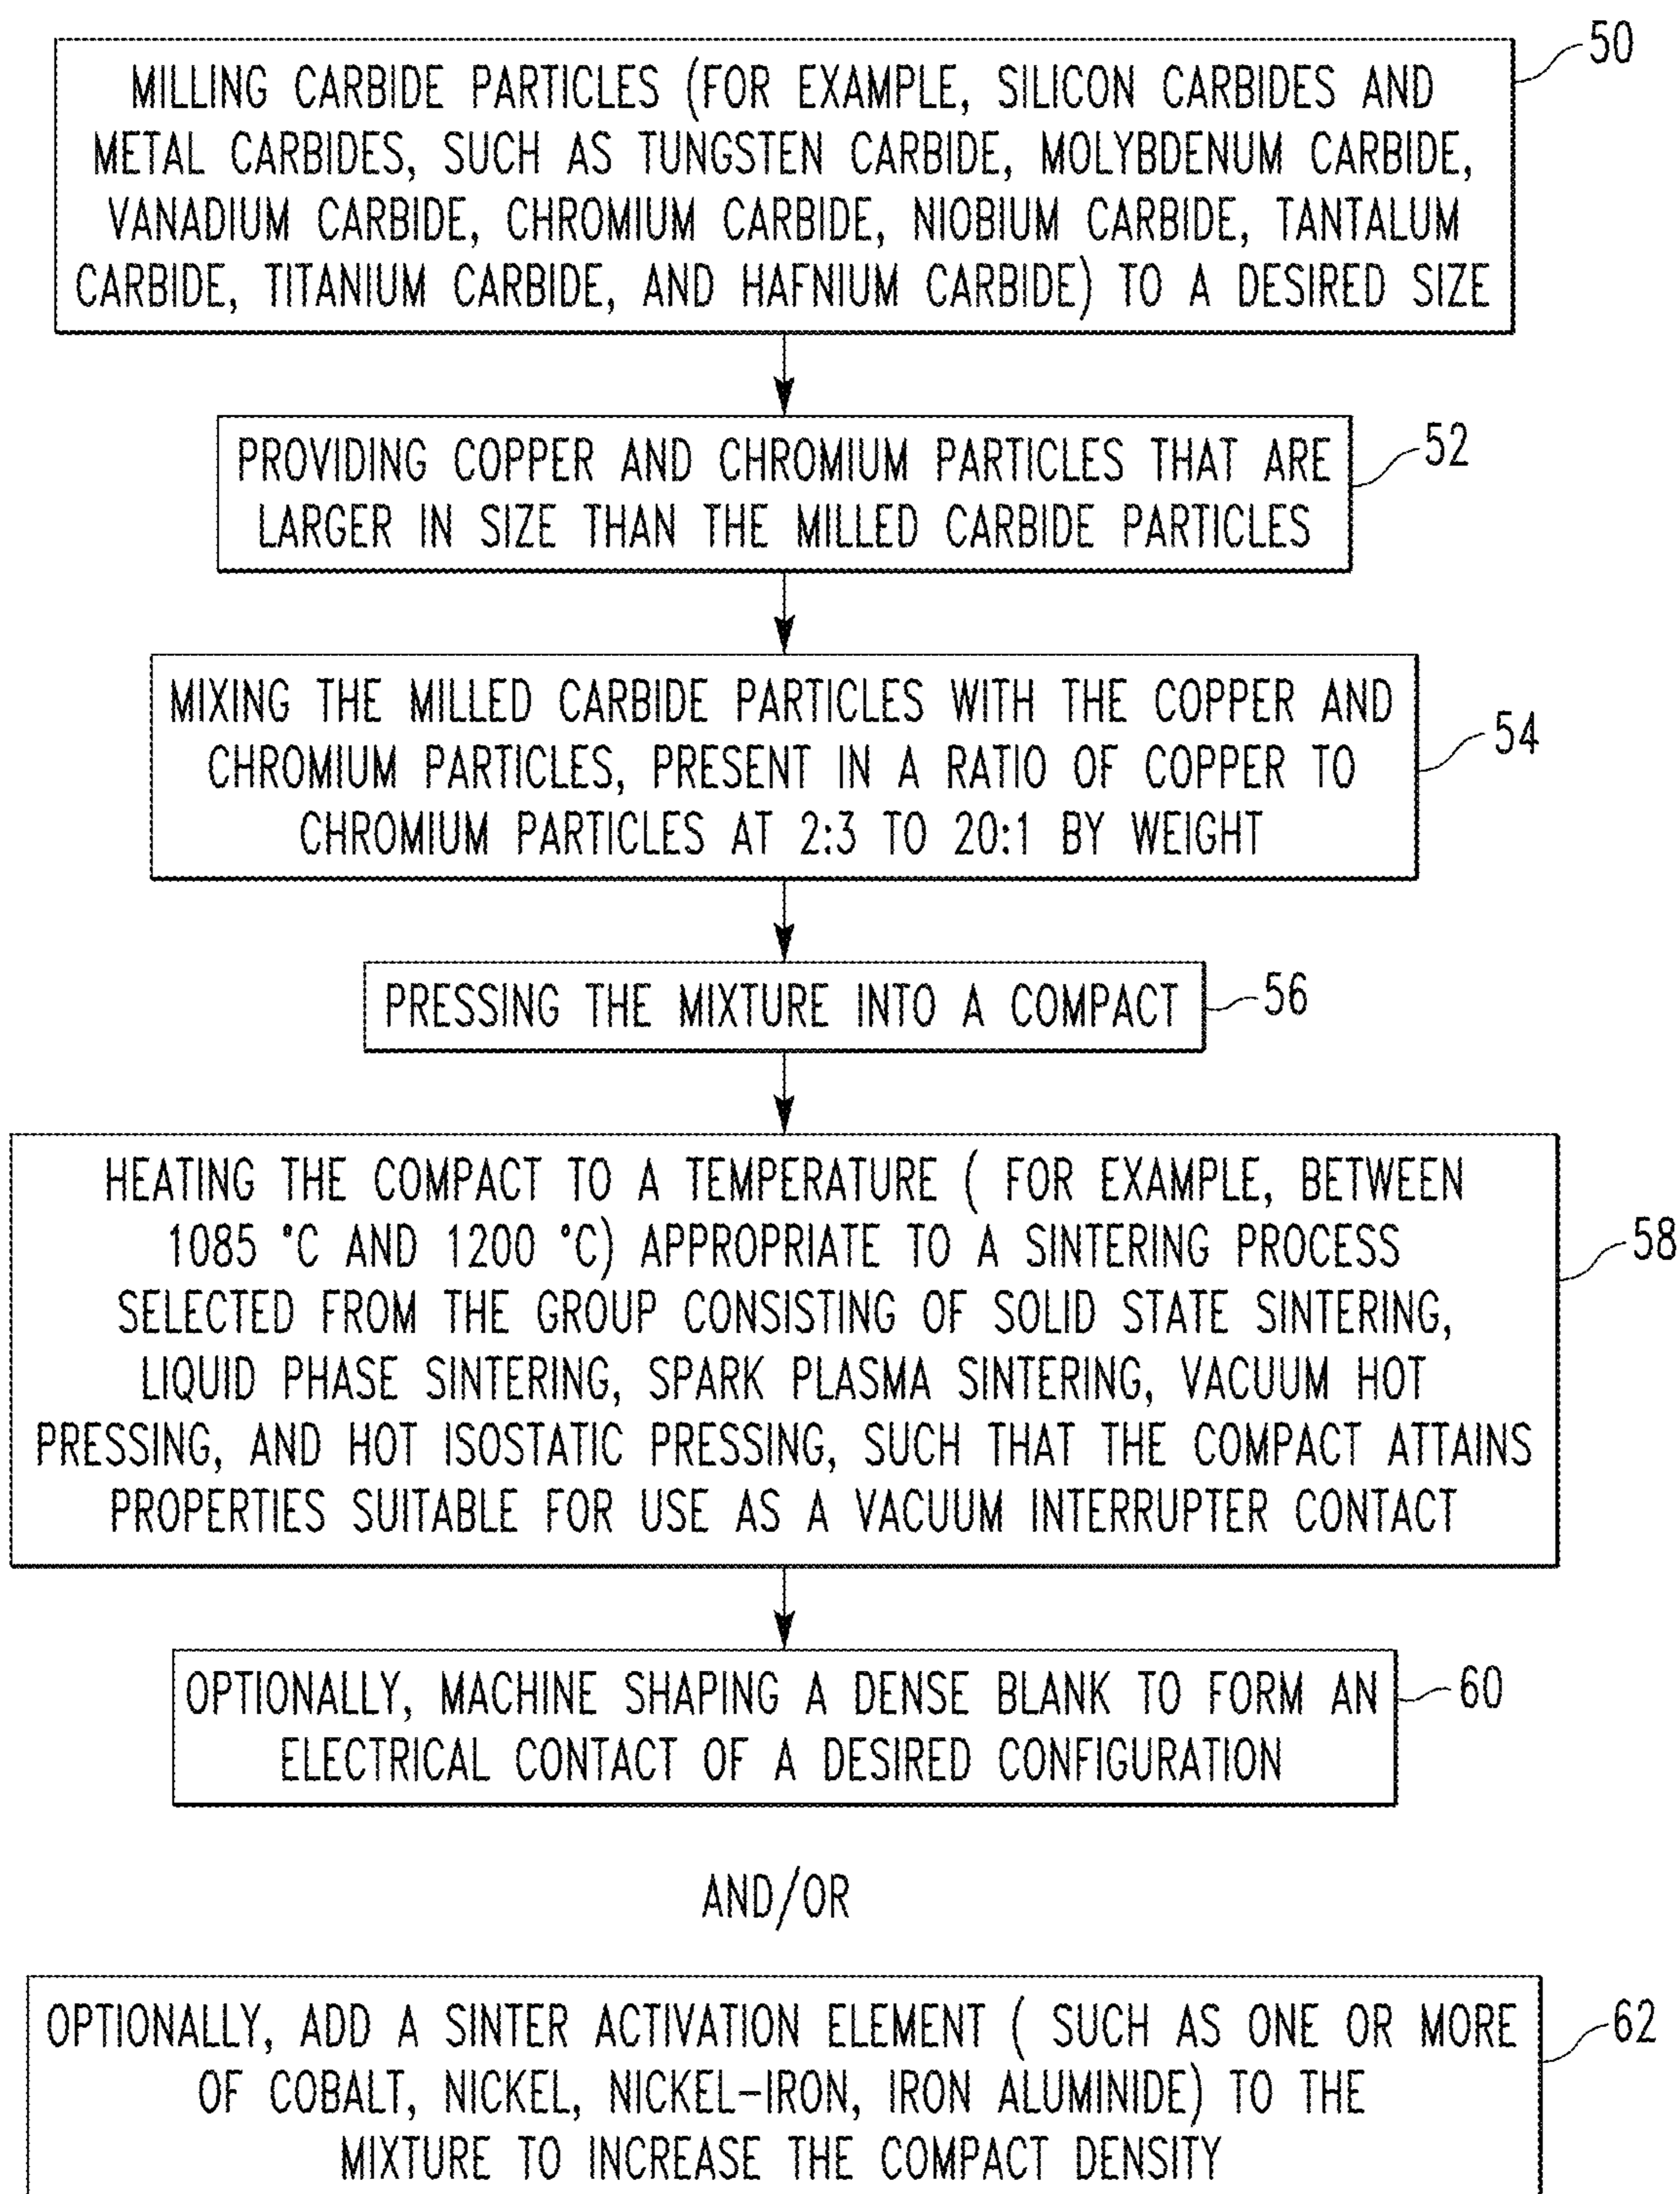 50
MILLING CARBIDE PARTICLES (FOR EXAMPLE, SILICON CARBIDES AND
METAL CARBIDES, SUCH AS TUNGSTEN CARBIDE, MOLYBDENUM CARBIDE,
VANADIUM CARBIDE, CHROMIUM CARBIDE, NIOBIUM CARBIDE, TANTALUM
CARBIDE, TITANIUM CARBIDE, AND HAFNIUM CARBIDE) TO A DESIRED SIZE
52
PROVIDING COPPER AND CHROMIUM PARTICLES THAT ARE
LARGER IN SIZE THAN THE MILLED CARBIDE PARTICLES
54
MIXING THE MILLED CARBIDE PARTICLES WITH THE COPPER AND
CHROMIUM PARTICLES, PRESENT IN A RATIO OF COPPER TO
CHROMIUM PARTICLES AT 2:3 TO 20:1 BY WEIGHT
PRESSING THE MIXTURE INTO A COMPACT
56
HEATING THE COMPACT TO A TEMPERATURE ( FOR EXAMPLE, BETWEEN
1085 °C AND 1200 °C) APPROPRIATE TO A SINTERING PROCESS
SELECTED FROM THE GROUP CONSISTING OF SOLID STATE SINTERING,
LIQUID PHASE SINTERING, SPARK PLASMA SINTERING, VACUUM HOT
PRESSING, AND HOT ISOSTATIC PRESSING, SUCH THAT THE COMPACT ATTAINS
PROPERTIES SUITABLE FOR USE AS A VACUUM INTERRUPTER CONTACT
58
OPTIONALLY, MACHINE SHAPING A DENSE BLANK TO FORM AN
ELECTRICAL CONTACT OF A DESIRED CONFIGURATION
60
AND/OR
OPTIONALLY, ADD A SINTER ACTIVATION ELEMENT ( SUCH AS ONE OR MORE
OF COBALT, NICKEL, NICKEL-IRON, IRON ALUMINIDE) TO THE
MIXTURE TO INCREASE THE COMPACT DENSITY
62